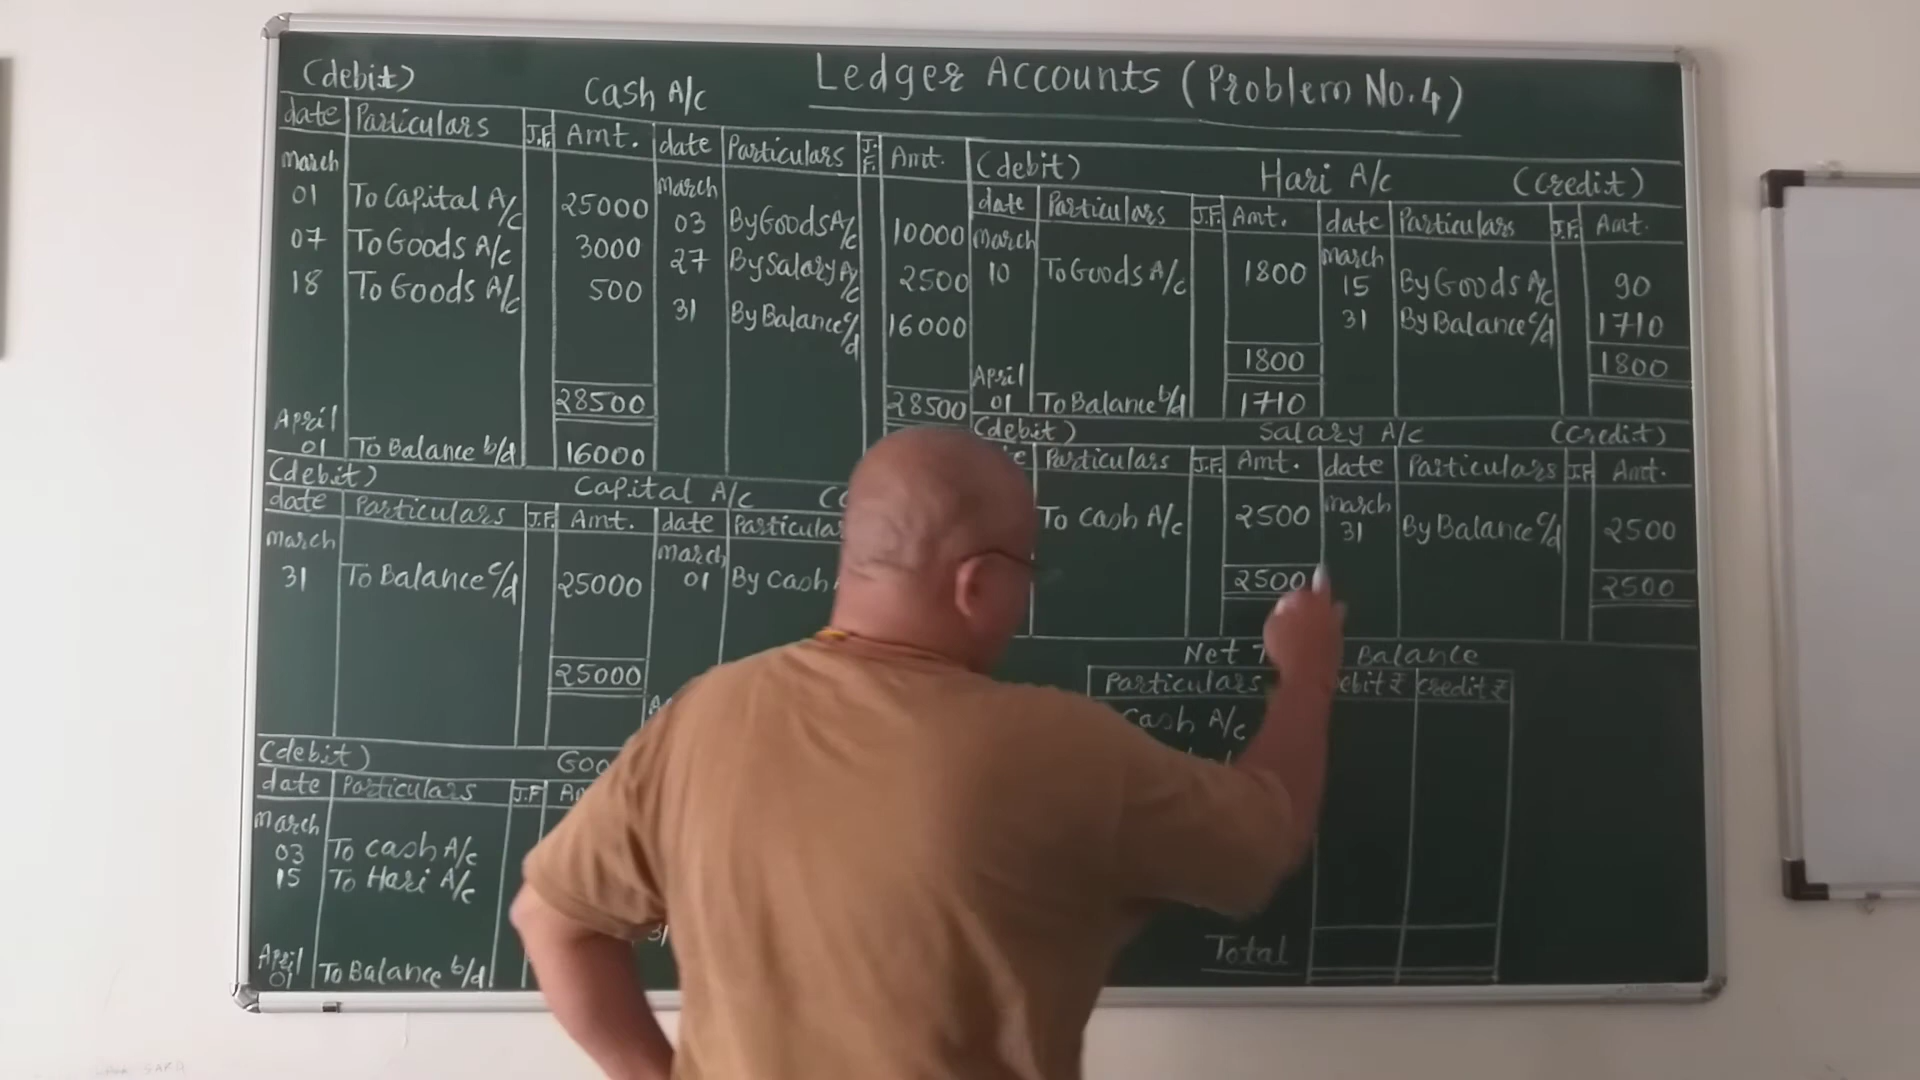 Ledger Accounts (Problem No.4)
(debit) Cash A/c
date Particulars J.F. Amt. date Particulars J.F. Amt.
March March
01 To Capital A/c 25000 03 By Goods A/c 10000
07 To Goods A/c 3000 27 By Salary A/c 2500
18 To Goods A/c 500 31 By Balance c/d 16000
28500 28500
April
01 To Balance b/d 16000
(debit) Capital A/c
date Particulars J.F. Amt. date
March March
31 To Balance c/d 25000 01 By Cash
25000
(debit)
date Particulars J.F
March
03 To cash A/c
15 To Hari A/c
April
01 To Balance b/d
(debit) Hari A/c (Credit)
date Particulars J.F. Amt. date Particulars J.F. Amt.
March March
10 To Goods A/c 1800 15 By Goods A/c 90
31 By Balance c/d 1710
1800 1800
April
01 To Balance b/d 1710
(debit) Salary A/c (Credit)
Particulars J.F. Amt. date Particulars J.F Amt.
March
To cash A/c 2500 31 By Balance c/d 2500
2500 2500
Net Balance
Particulars Credit ₹
Cash A/c
Total